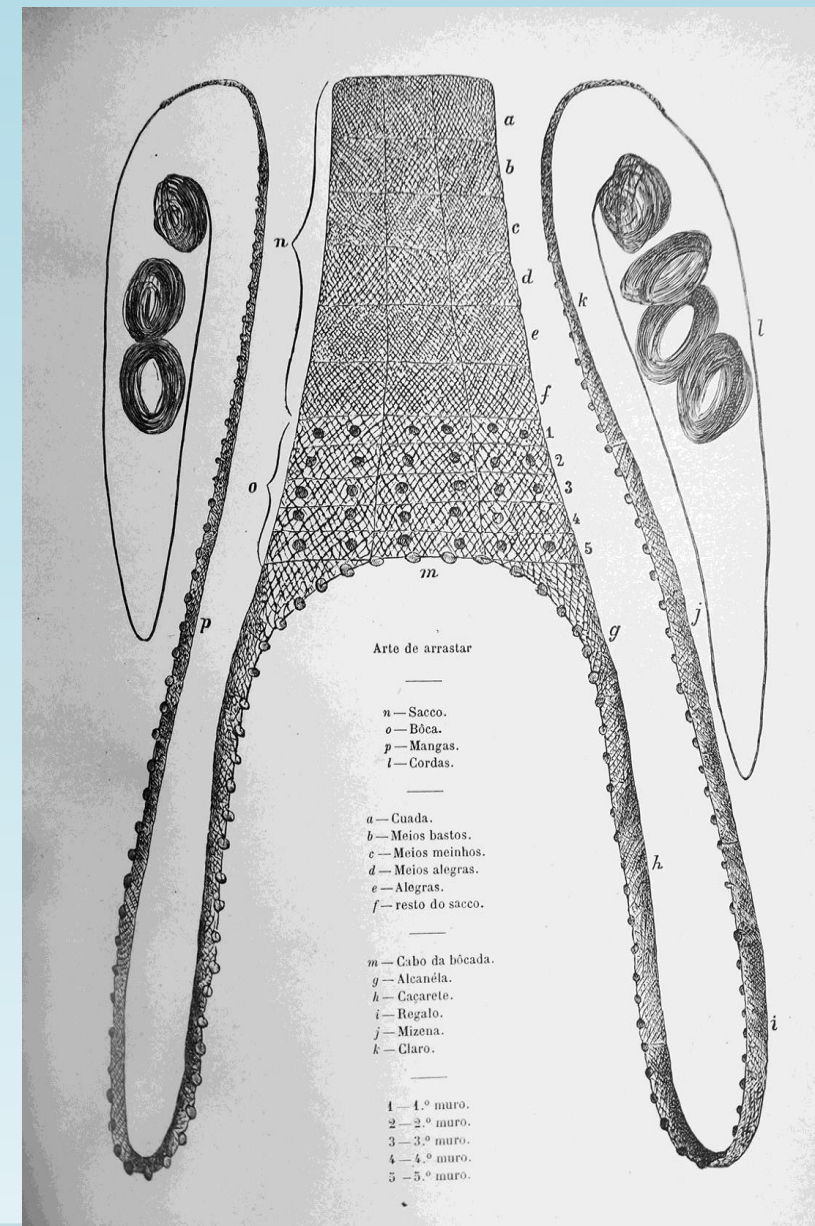 a
b
c
n
d
k
e
l
f
1
2
o
3
4
5
m
p
g
j
Arte de arrastar
n—Sacco.
o—Bôca.
p—Mangas.
l—Cordas.
a—Cuada.
b—Meios bastos.
c—Meios meinhos.
d—Meios alegras.
e—Alegras.
f—resto do sacco.
h
m—Cabo da bôcada.
g—Alcanéla.
h—Caçarete.
i—Regalo.
j—Mizena.
k—Claro.
i
1—1.º muro.
2—2.º muro.
3—3.º muro.
4—4.º muro.
5—5.º muro.